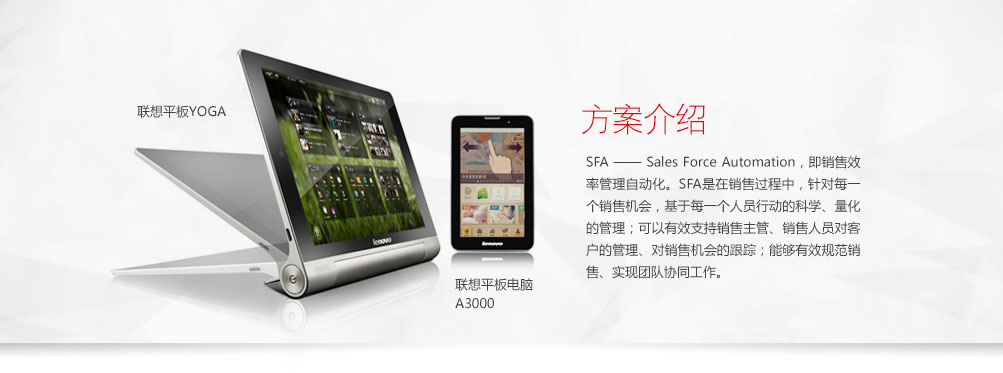 联想平板YOGA
lenovo
lenovo
联想平板电脑
A3000
方案介绍
SFA —— Sales Force Automation，即销售效
率管理自动化。SFA是在销售过程中，针对每一
个销售机会，基于每一个人员行动的科学、量化
的管理；可以有效支持销售主管、销售人员对客
户的管理、对销售机会的跟踪；能够有效规范销
售、实现团队协同工作。